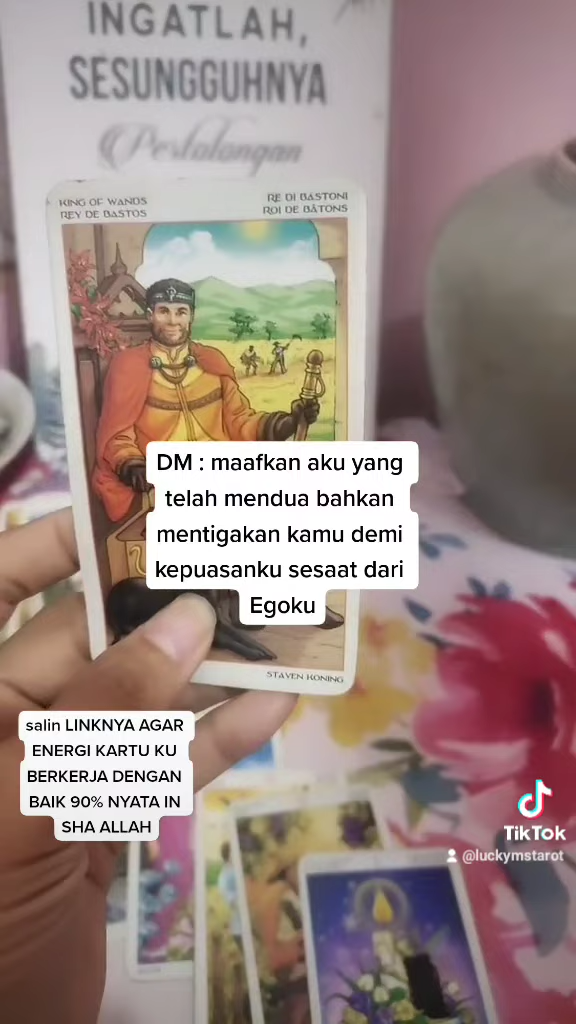 INGATLAH,
SESUNGGUHNYA
Pertolongan
KING OF WANDS
REY DE BASTOS
RE DI BASTONI
ROI DE BÂTONS
DM : maafkan aku yang
telah mendua bahkan
mentigakan kamu demi
kepuasanku sesaat dari
Egoku
STAVEN KONING
salin LINKNYA AGAR
ENERGI KARTU KU
BERKERJA DENGAN
BAIK 90% NYATA IN
SHA ALLAH
TikTok
@luckymstarot